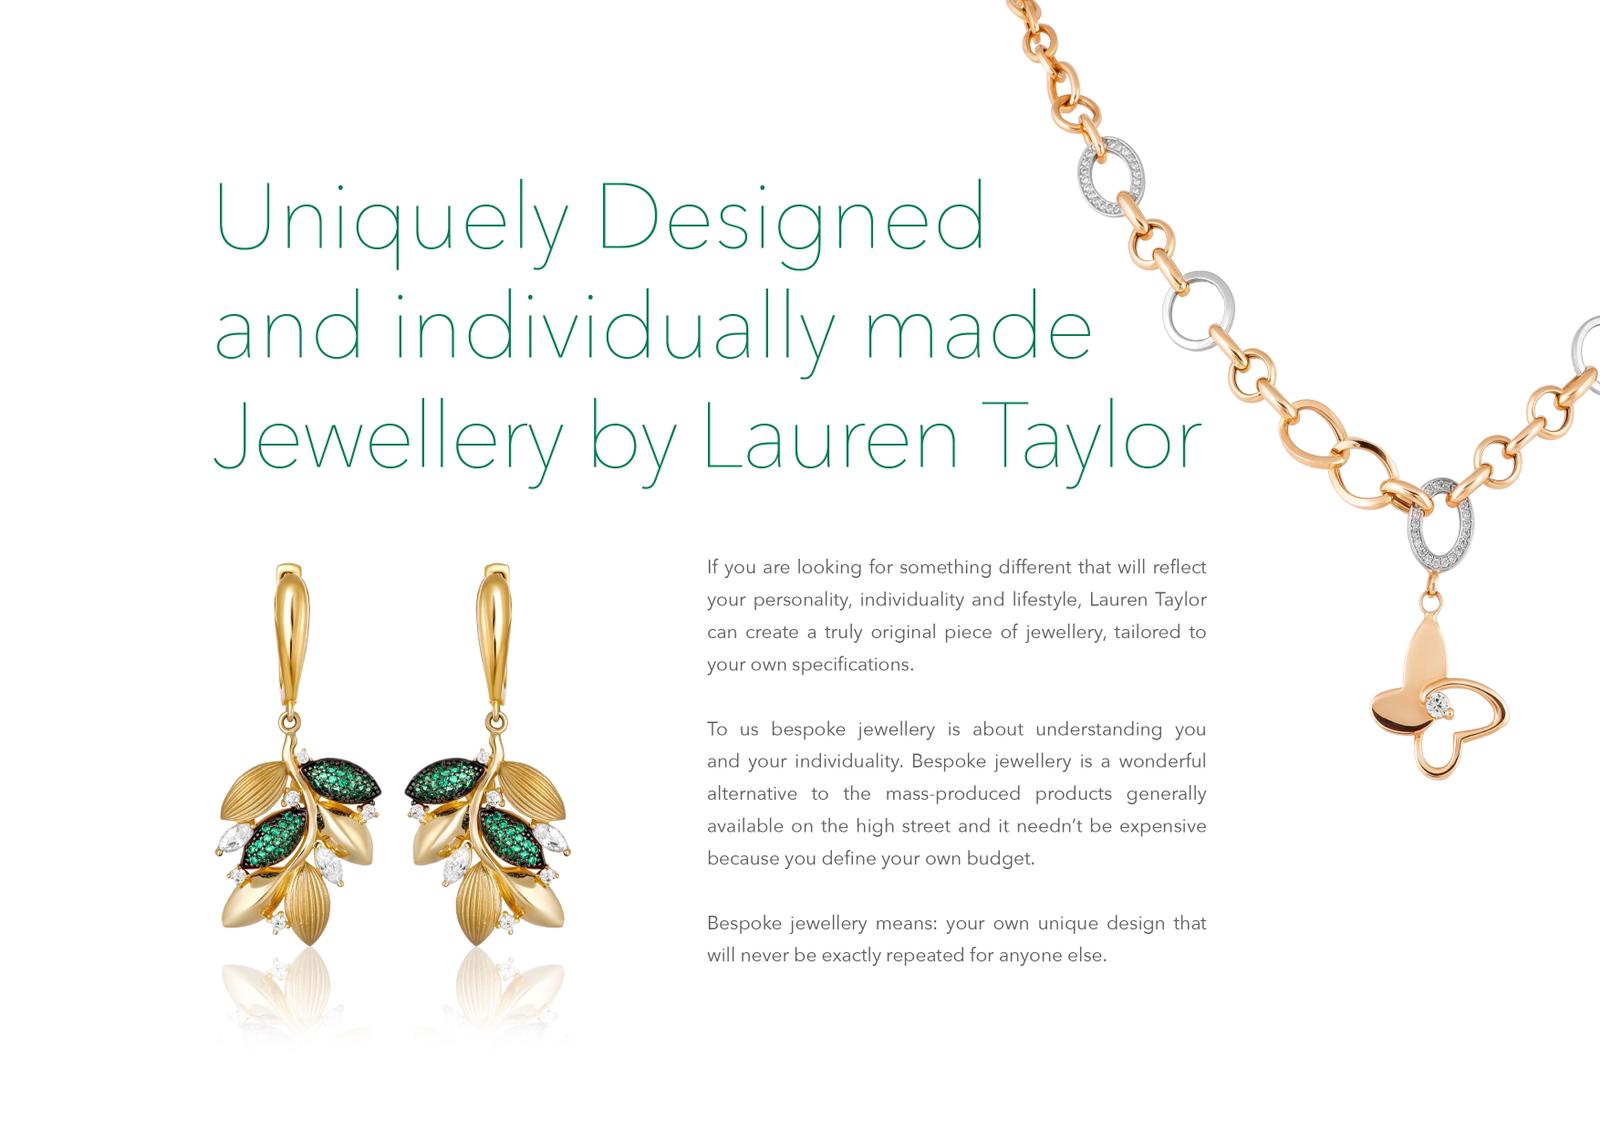 Uniquely Designed
and individually made
Jewellery by Lauren Taylor
If you are looking for something different that will reflect
your personality, individuality and lifestyle, Lauren Taylor
can create a truly original piece of jewellery, tailored to
your own specifications.
To us bespoke jewellery is about understanding you
and your individuality. Bespoke jewellery is a wonderful
alternative to the mass-produced products generally
available on the high street and it needn’t be expensive
because you define your own budget.
Bespoke jewellery means: your own unique design that
will never be exactly repeated for anyone else.